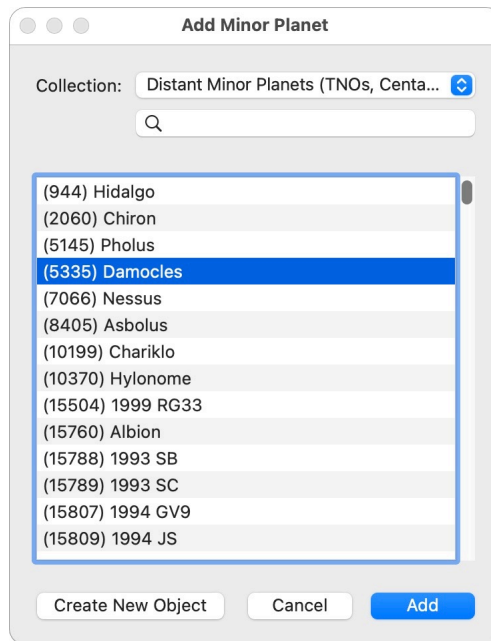 Add Minor Planet
Collection: Distant Minor Planets (TNOs, Centa...
(944) Hidalgo
(2060) Chiron
(5145) Pholus
(5335) Damocles
(7066) Nessus
(8405) Asbolus
(10199) Chariklo
(10370) Hylonome
(15504) 1999 RG33
(15760) Albion
(15788) 1993 SB
(15789) 1993 SC
(15807) 1994 GV9
(15809) 1994 JS
Create New Object Cancel Add